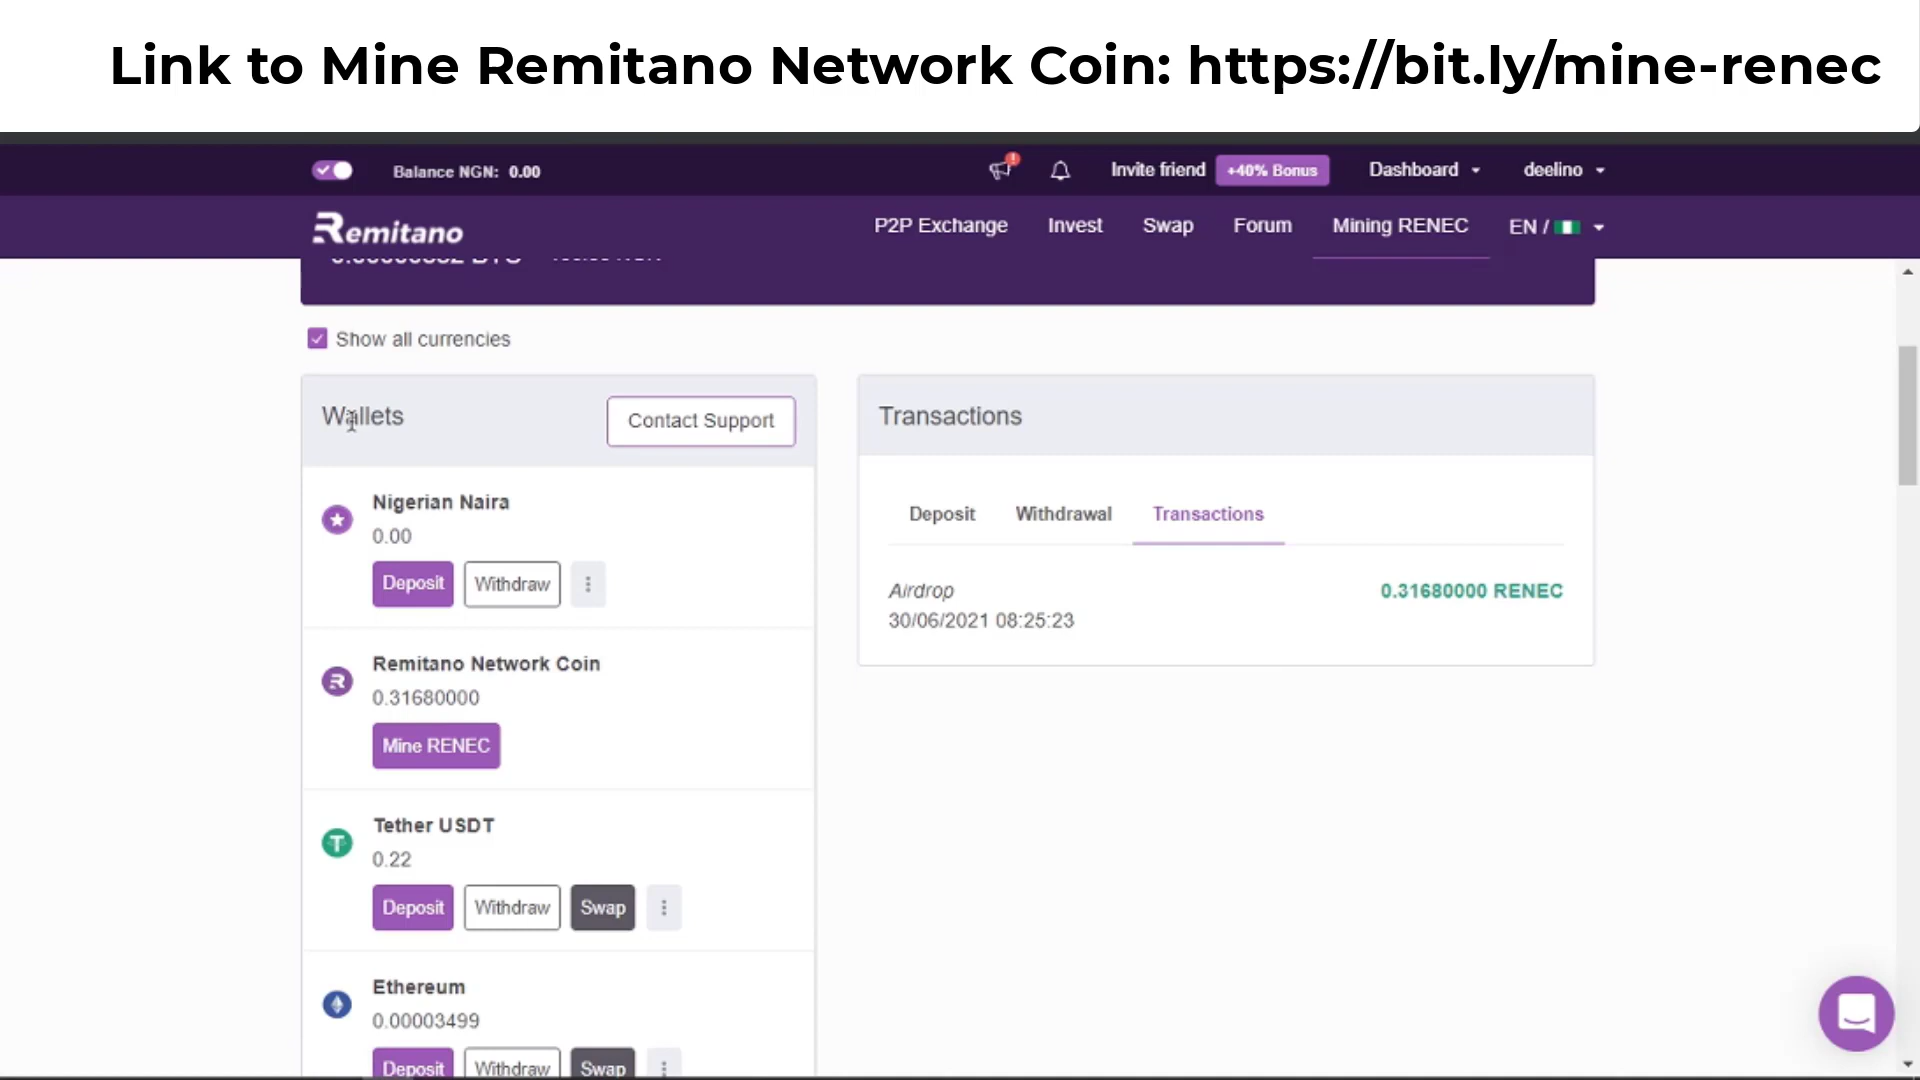 Link to Mine Remitano Network Coin: https://bit.ly/mine-renec
Balance NGN: 0.00
Invite friend +40% Bonus Dashboard deelino
Remitano
P2P Exchange Invest Swap Forum Mining RENEC EN /
Show all currencies
Wallets
Contact Support
Nigerian Naira
0.00
Deposit Withdraw
Remitano Network Coin
0.31680000
Mine RENEC
Tether USDT
0.22
Deposit Withdraw Swap
Ethereum
0.00003499
Deposit Withdraw Swap
Transactions
Deposit Withdrawal Transactions
Airdrop 0.31680000 RENEC
30/06/2021 08:25:23